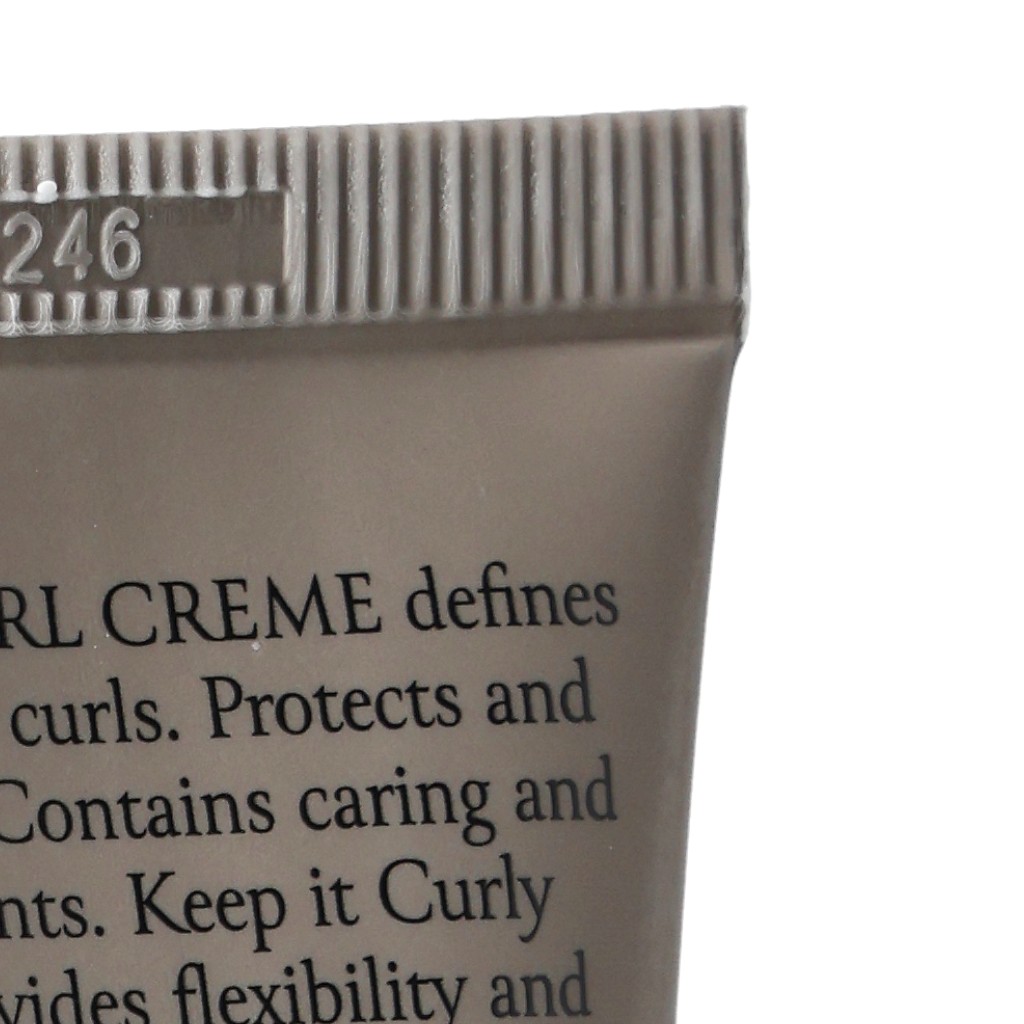 246
RL CREME defines
curls. Protects and
Contains caring and
nts. Keep it Curly
vides flexibility and